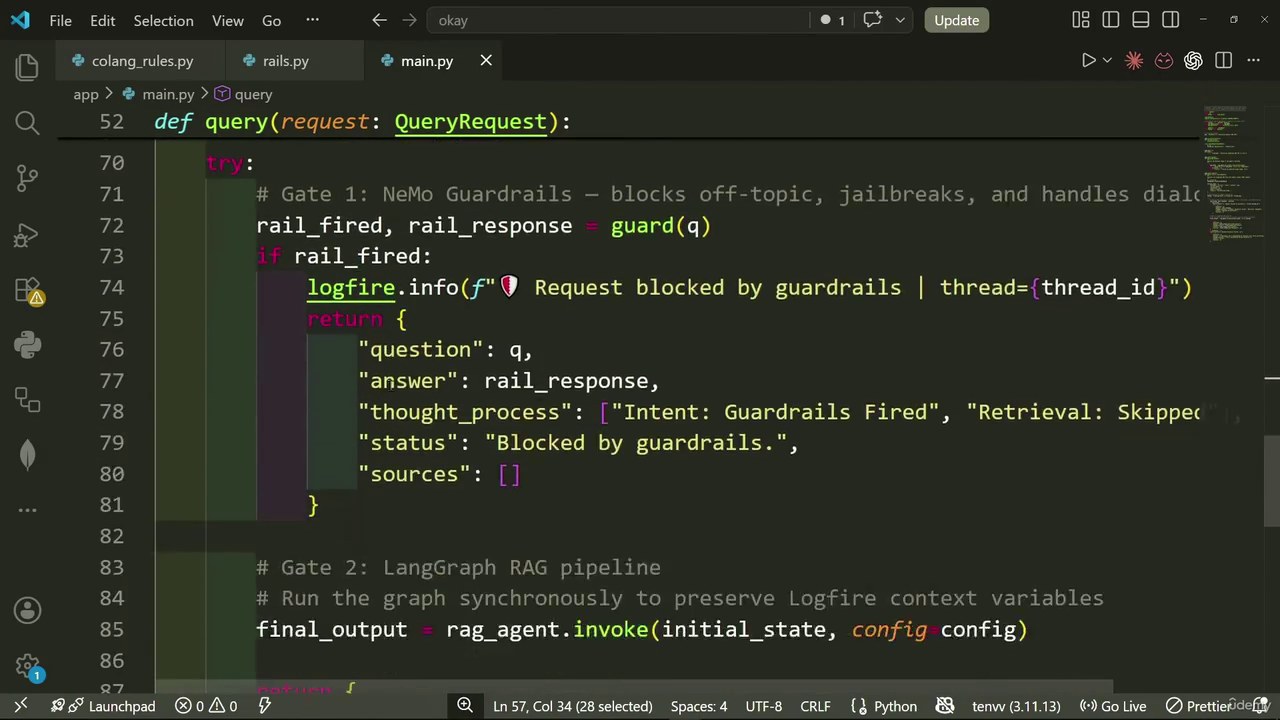 File Edit Selection View Go ··· okay 1 Update
colang_rules.py rails.py main.py
app > main.py > query
52 def query(request: QueryRequest):
70 try:
71 # Gate 1: NeMo Guardrails — blocks off-topic, jailbreaks, and handles dialo
72 rail_fired, rail_response = guard(q)
73 if rail_fired:
74 logfire.info(f"🛡 Request blocked by guardrails | thread={thread_id}")
75 return {
76 "question": q,
77 "answer": rail_response,
78 "thought_process": ["Intent: Guardrails Fired", "Retrieval: Skipped"],
79 "status": "Blocked by guardrails.",
80 "sources": []
81 }
82
83 # Gate 2: LangGraph RAG pipeline
84 # Run the graph synchronously to preserve Logfire context variables
85 final_output = rag_agent.invoke(initial_state, config=config)
86
87 return {
1
Launchpad 0 0 Ln 57, Col 34 (28 selected) Spaces: 4 UTF-8 CRLF {} Python tenvv (3.11.13) Go Live Prettier
udemy